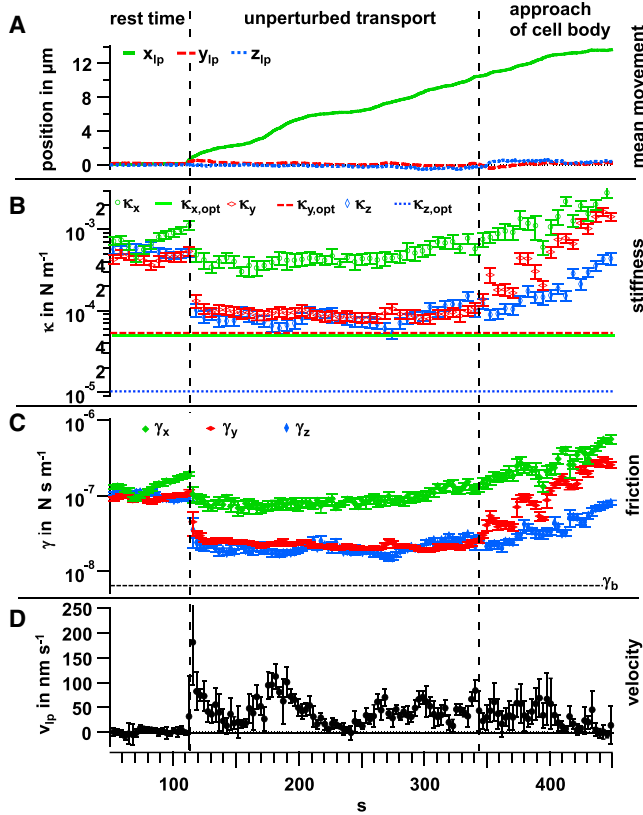 rest time unperturbed transport approach of cell body
A
x_lp y_lp z_lp
position in µm
12
8
4
0
mean movement
B
κ_x κ_x,opt κ_y κ_y,opt κ_z κ_z,opt
κ in N m⁻¹
2
10⁻³
4
2
10⁻⁴
4
2
10⁻⁵
stiffness
C
γ_x γ_y γ_z
γ in N s m⁻¹
10⁻⁶
10⁻⁷
10⁻⁸
γ_b
friction
D
v_lp in nm s⁻¹
250
200
150
100
50
0
velocity
100 200 300 400
s